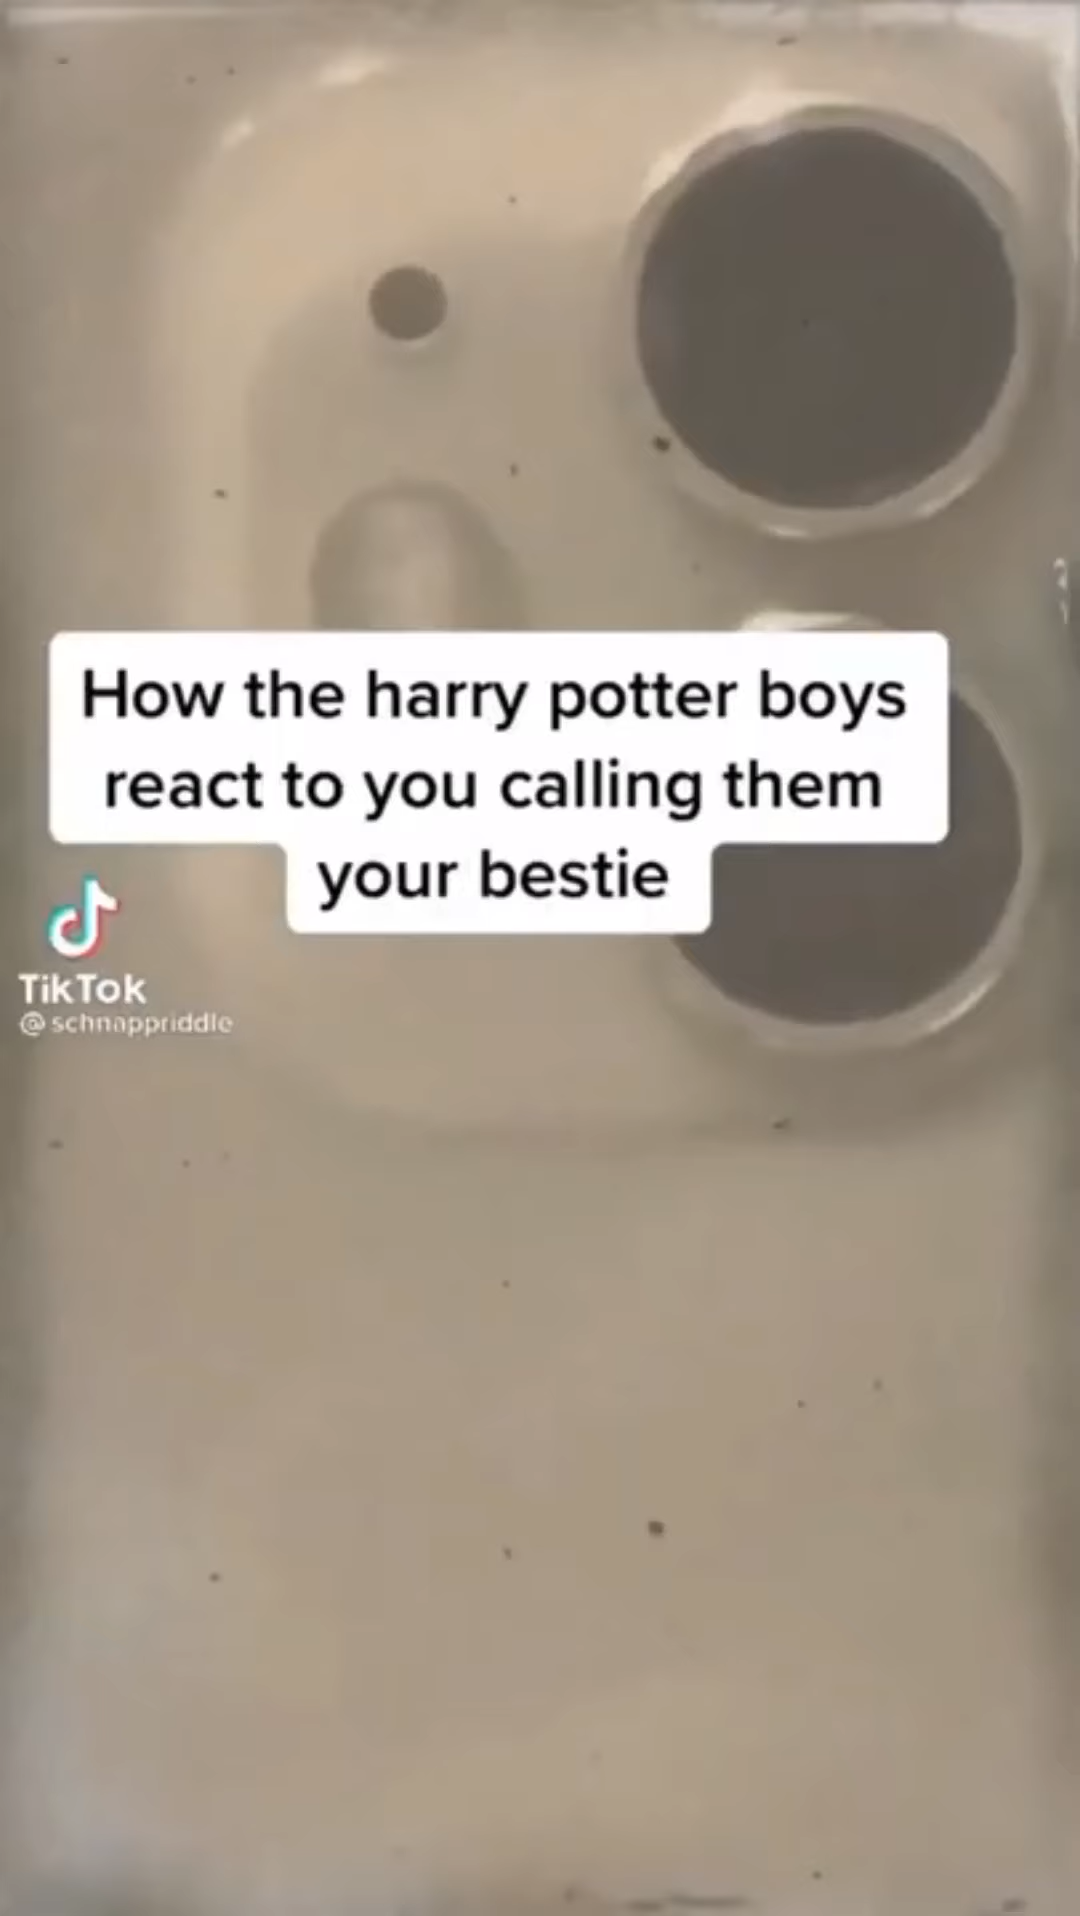 How the harry potter boys
react to you calling them
your bestie
TikTok
@schnappriddle